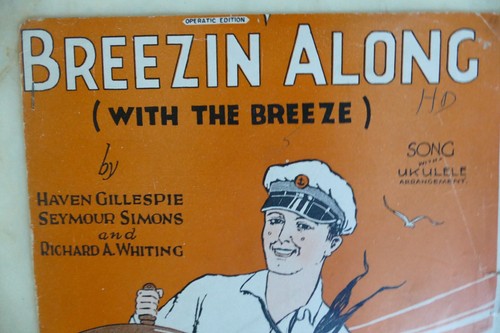 OPERATIC EDITION
BREEZIN ALONG
(WITH THE BREEZE)
HD
by
SONG
WITH
UKULELE
ARRANGEMENT.
HAVEN GILLESPIE
SEYMOUR SIMONS
and
RICHARD A. WHITING